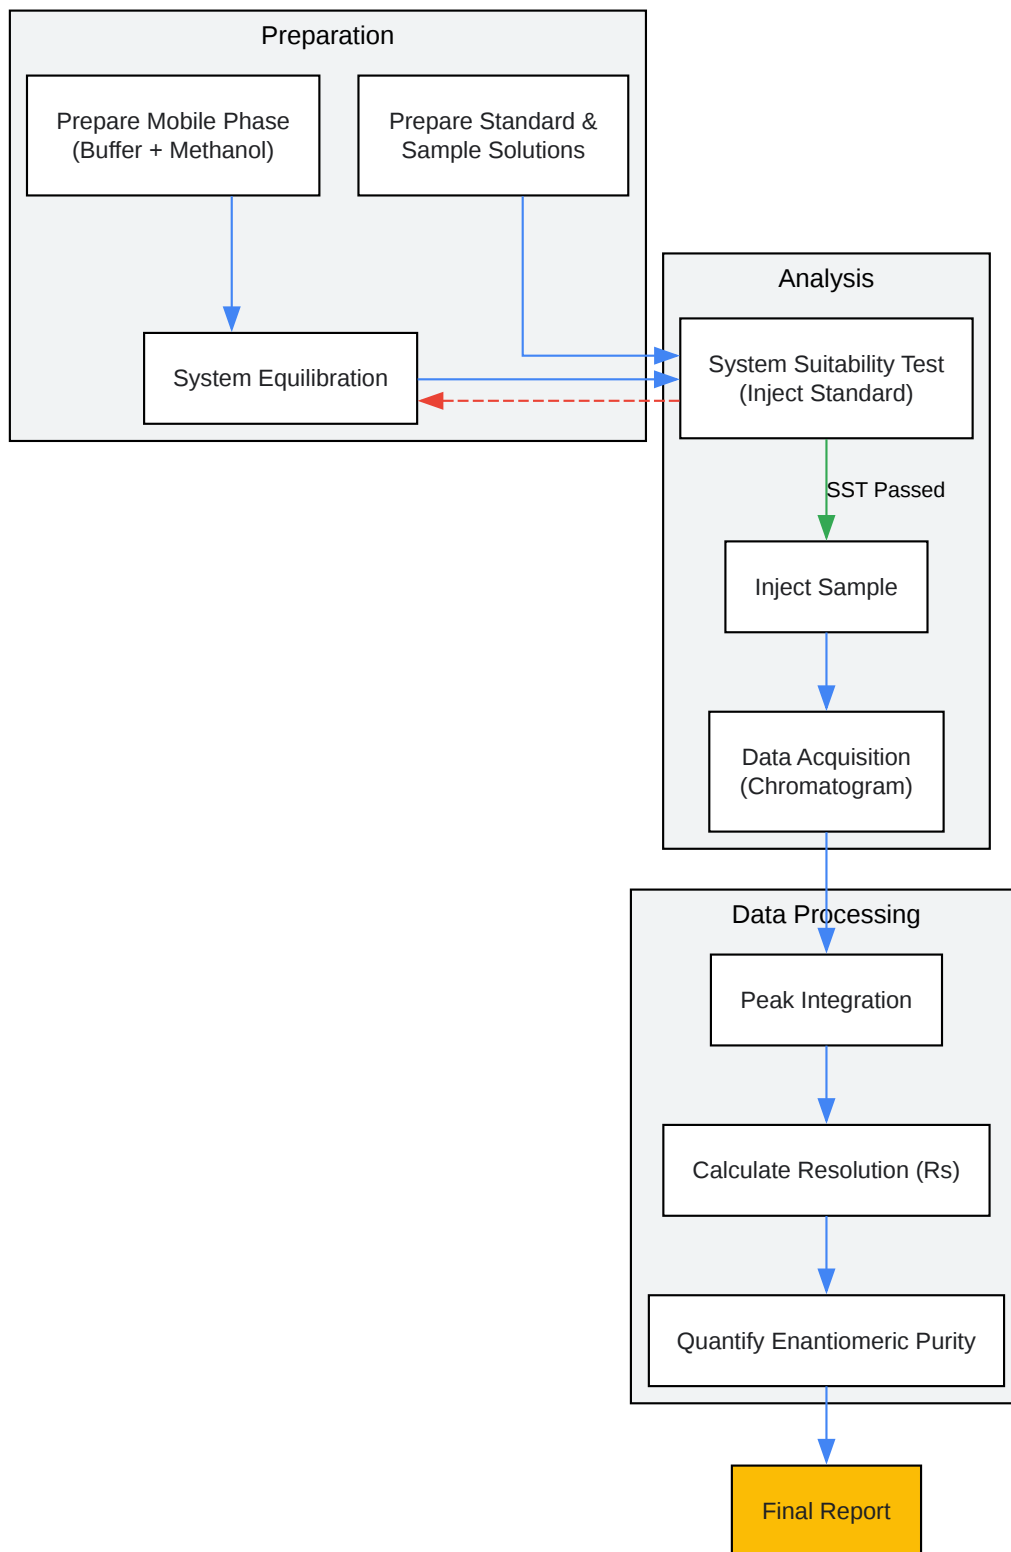 Preparation
Prepare Mobile Phase
(Buffer + Methanol)
Prepare Standard &
Sample Solutions
System Equilibration
Analysis
System Suitability Test
(Inject Standard)
SST Passed
Inject Sample
Data Acquisition
(Chromatogram)
Data Processing
Peak Integration
Calculate Resolution (Rs)
Quantify Enantiomeric Purity
Final Report